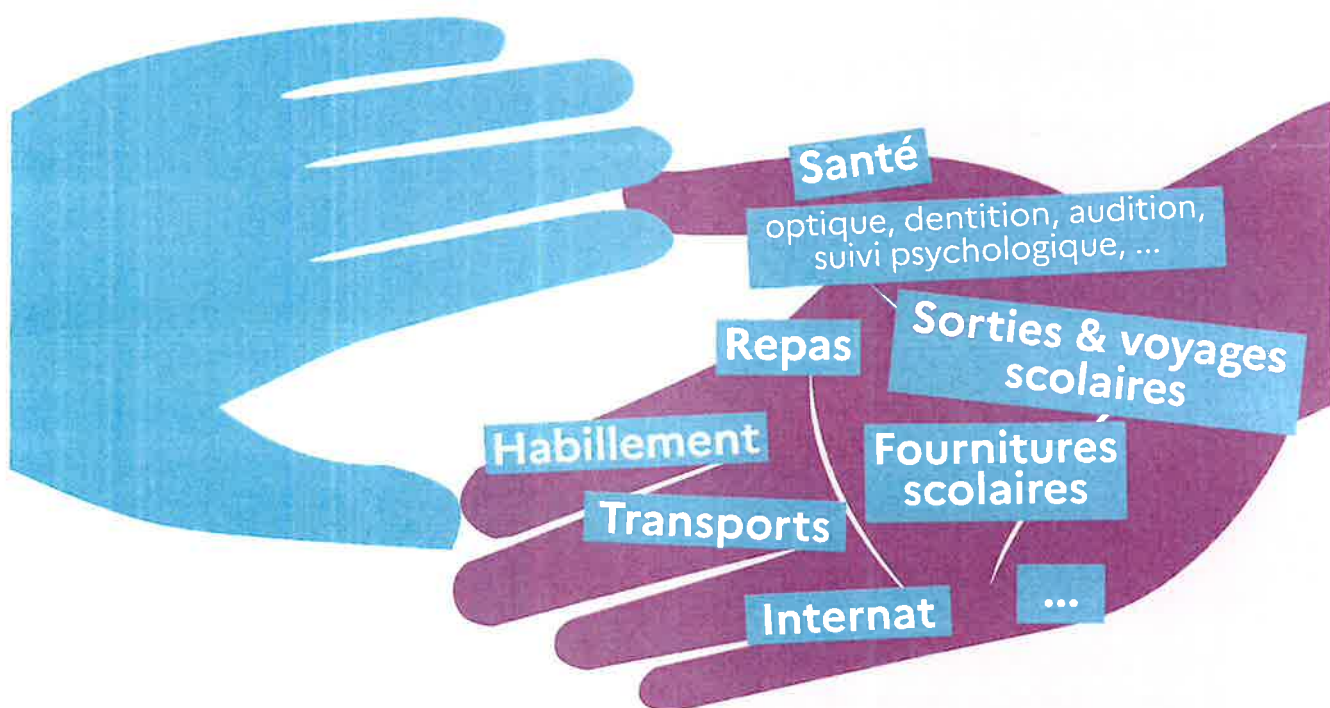 Santé
optique, dentition, audition,
suivi psychologique, ...
Sorties & voyages
scolaires
Repas
Habillement
Fournitures
scolaires
Transports
Internat
...